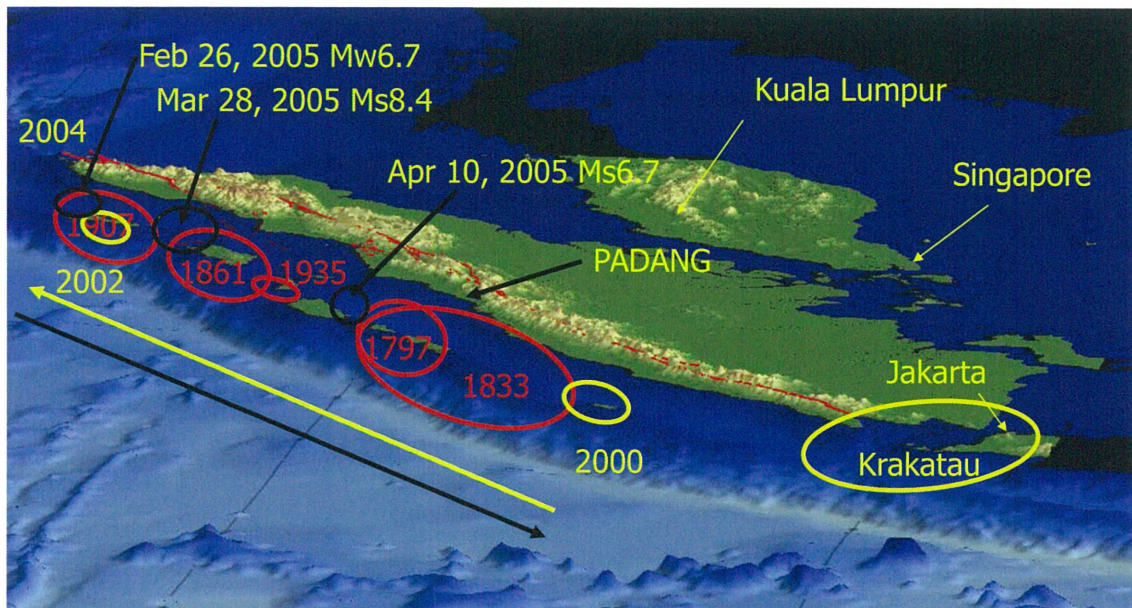 Feb 26, 2005 Mw6.7
Mar 28, 2005 Ms8.4
2004
Apr 10, 2005 Ms6.7
Kuala Lumpur
Singapore
1907
1861
1935
PADANG
2002
1797
1833
2000
Jakarta
Krakatau